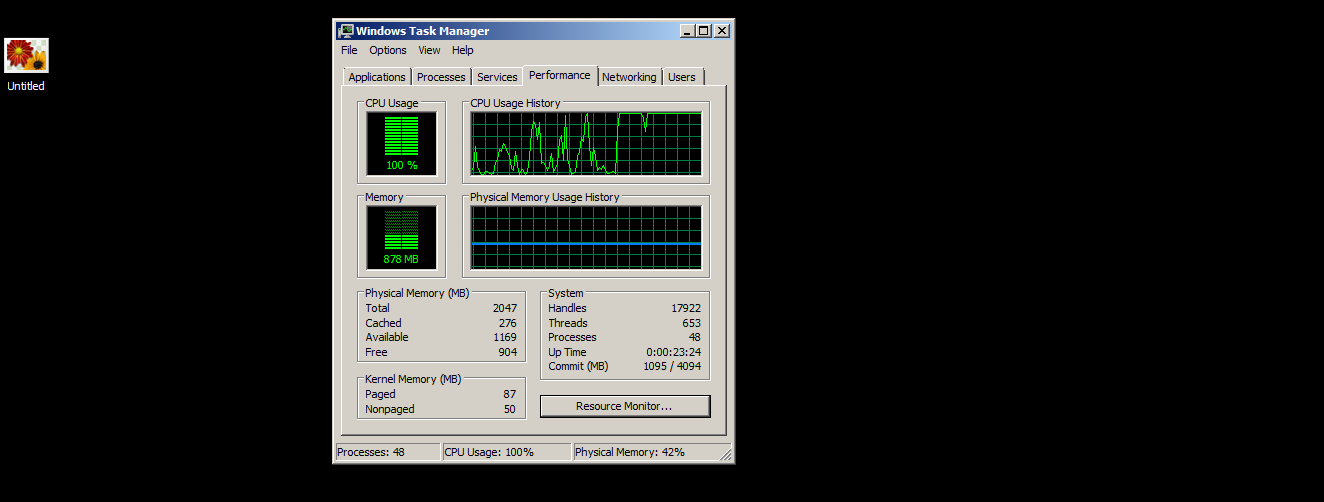 Untitled
Windows Task Manager
File Options View Help
Applications Processes Services Performance Networking Users
CPU Usage
100 %
CPU Usage History
Memory
878 MB
Physical Memory Usage History
Physical Memory (MB)
Total 2047
Cached 276
Available 1169
Free 904
Kernel Memory (MB)
Paged 87
Nonpaged 50
System
Handles 17922
Threads 653
Processes 48
Up Time 0:00:23:24
Commit (MB) 1095 / 4094
Resource Monitor...
Processes: 48 CPU Usage: 100% Physical Memory: 42%